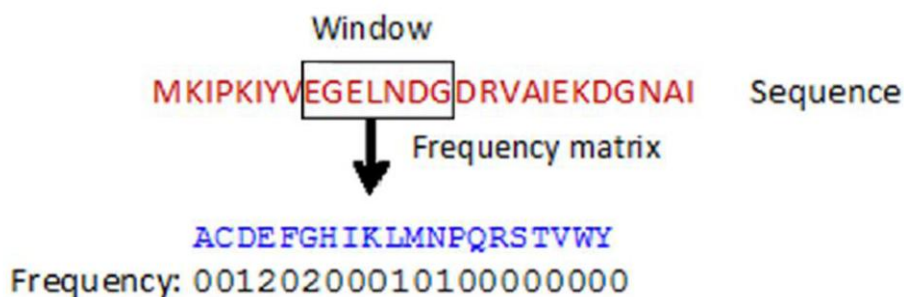 Window
MKIPKIYVEGELNDGDRVAIEKDGNAI Sequence
Frequency matrix
ACDEFGHIKLMNPQRSTVWY
Frequency: 00120200010100000000